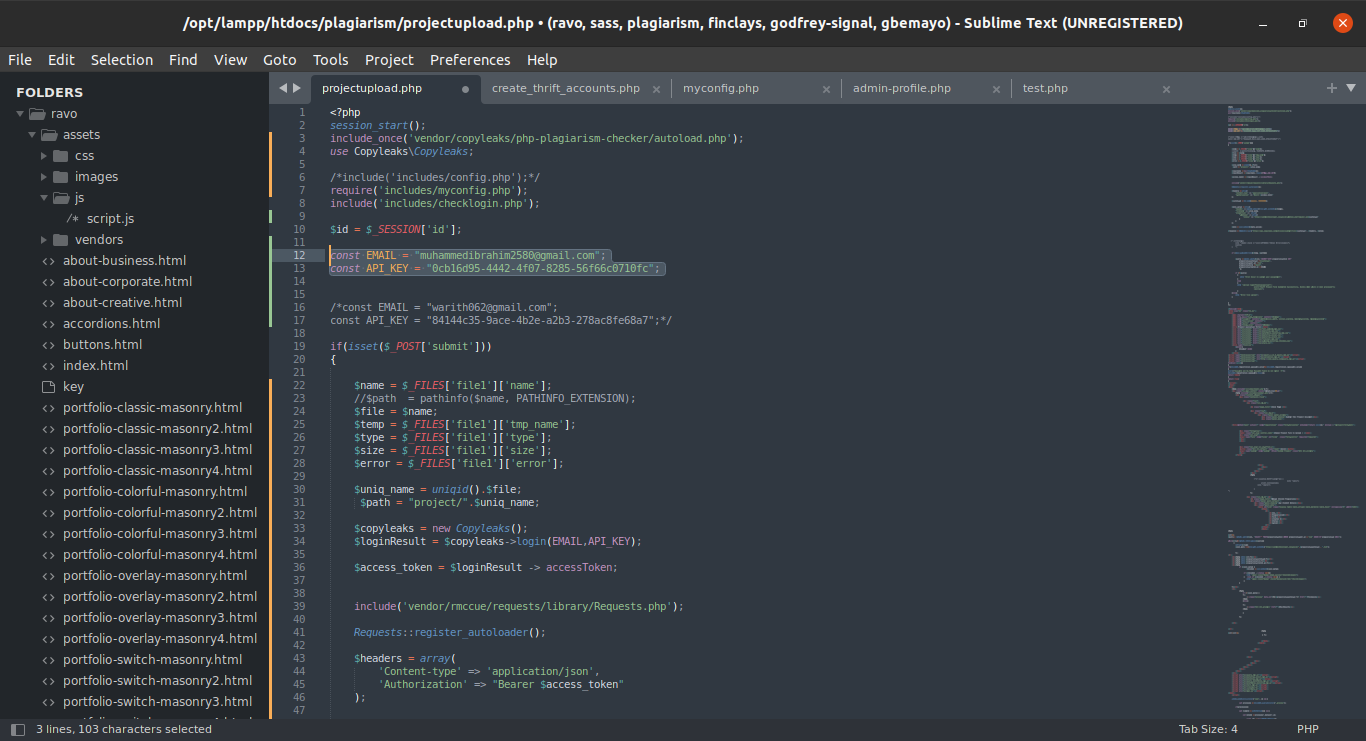 /opt/lampp/htdocs/plagiarism/projectupload.php • (ravo, sass, plagiarism, finclays, godfrey-signal, gbemayo) - Sublime Text (UNREGISTERED)
File Edit Selection Find View Goto Tools Project Preferences Help
FOLDERS
ravo
assets
css
images
js
/* script.js
vendors
<> about-business.html
<> about-corporate.html
<> about-creative.html
<> accordions.html
<> buttons.html
<> index.html
key
<> portfolio-classic-masonry.html
<> portfolio-classic-masonry2.html
<> portfolio-classic-masonry3.html
<> portfolio-classic-masonry4.html
<> portfolio-colorful-masonry.html
<> portfolio-colorful-masonry2.html
<> portfolio-colorful-masonry3.html
<> portfolio-colorful-masonry4.html
<> portfolio-overlay-masonry.html
<> portfolio-overlay-masonry2.html
<> portfolio-overlay-masonry3.html
<> portfolio-overlay-masonry4.html
<> portfolio-switch-masonry.html
<> portfolio-switch-masonry2.html
<> portfolio-switch-masonry3.html
projectupload.php create_thrift_accounts.php myconfig.php admin-profile.php test.php
1 <?php
2 session_start();
3 include_once('vendor/copyleaks/php-plagiarism-checker/autoload.php');
4 use Copyleaks\Copyleaks;
5
6 /*include('includes/config.php');*/
7 require('includes/myconfig.php');
8 include('includes/checklogin.php');
9
10 $id = $_SESSION['id'];
11
12 const EMAIL = "muhammedibrahim2580@gmail.com";
13 const API_KEY = "0cb16d95-4442-4f07-8285-56f66c0710fc";
14
15
16 /*const EMAIL = "warith062@gmail.com";
17 const API_KEY = "84144c35-9ace-4b2e-a2b3-278ac8fe68a7";*/
18
19 if(isset($_POST['submit']))
20 {
21
22 $name = $_FILES['file1']['name'];
23 //$path  = pathinfo($name, PATHINFO_EXTENSION);
24 $file = $name;
25 $temp = $_FILES['file1']['tmp_name'];
26 $type = $_FILES['file1']['type'];
27 $size = $_FILES['file1']['size'];
28 $error = $_FILES['file1']['error'];
29
30 $uniq_name = uniqid().$file;
31 $path = "project/".$uniq_name;
32
33 $copyleaks = new Copyleaks();
34 $loginResult = $copyleaks->login(EMAIL,API_KEY);
35
36 $access_token = $loginResult -> accessToken;
37
38
39 include('vendor/rmccue/requests/library/Requests.php');
40
41 Requests::register_autoloader();
42
43 $headers = array(
44 'Content-type' => 'application/json',
45 'Authorization' => "Bearer $access_token"
46 );
47
3 lines, 103 characters selected Tab Size: 4 PHP